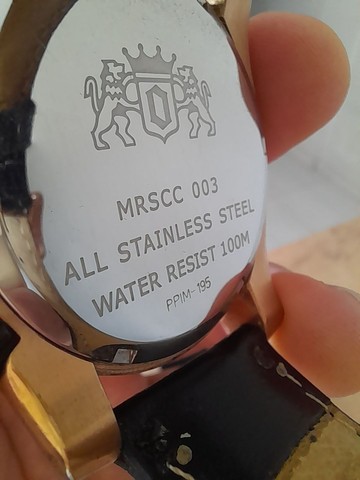 D
MRSCC 003
ALL STAINLESS STEEL
WATER RESIST 100M
PPIM-195